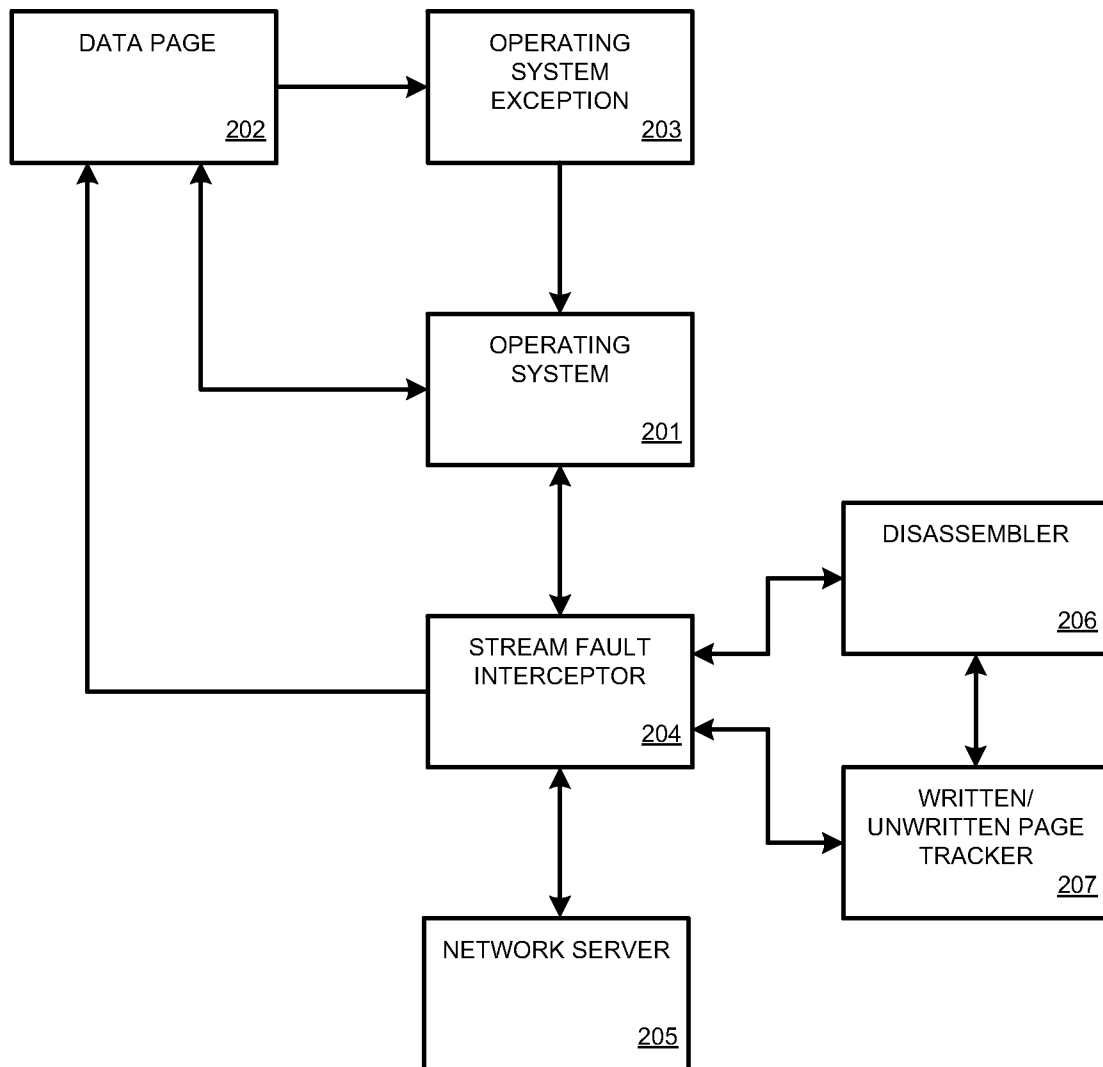 DATA PAGE
202
OPERATING
SYSTEM
EXCEPTION
203
OPERATING
SYSTEM
201
DISASSEMBLER
206
STREAM FAULT
INTERCEPTOR
204
WRITTEN/
UNWRITTEN PAGE
TRACKER
207
NETWORK SERVER
205